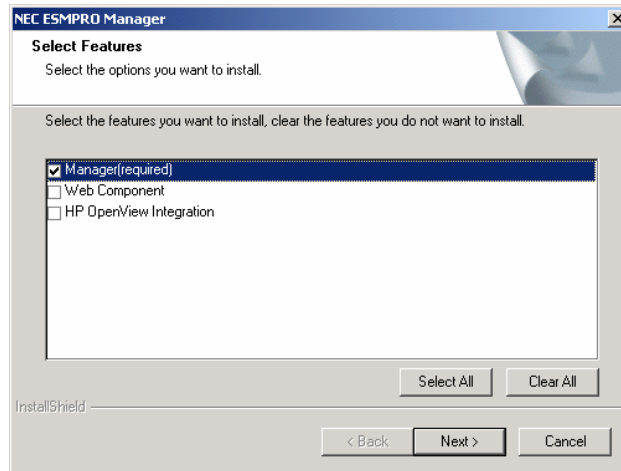 NEC ESMPRO Manager
Select Features
Select the options you want to install.
Select the features you want to install, clear the features you do not want to install.
Manager(required)
Web Component
HP OpenView Integration
Select All Clear All
InstallShield
< Back Next > Cancel